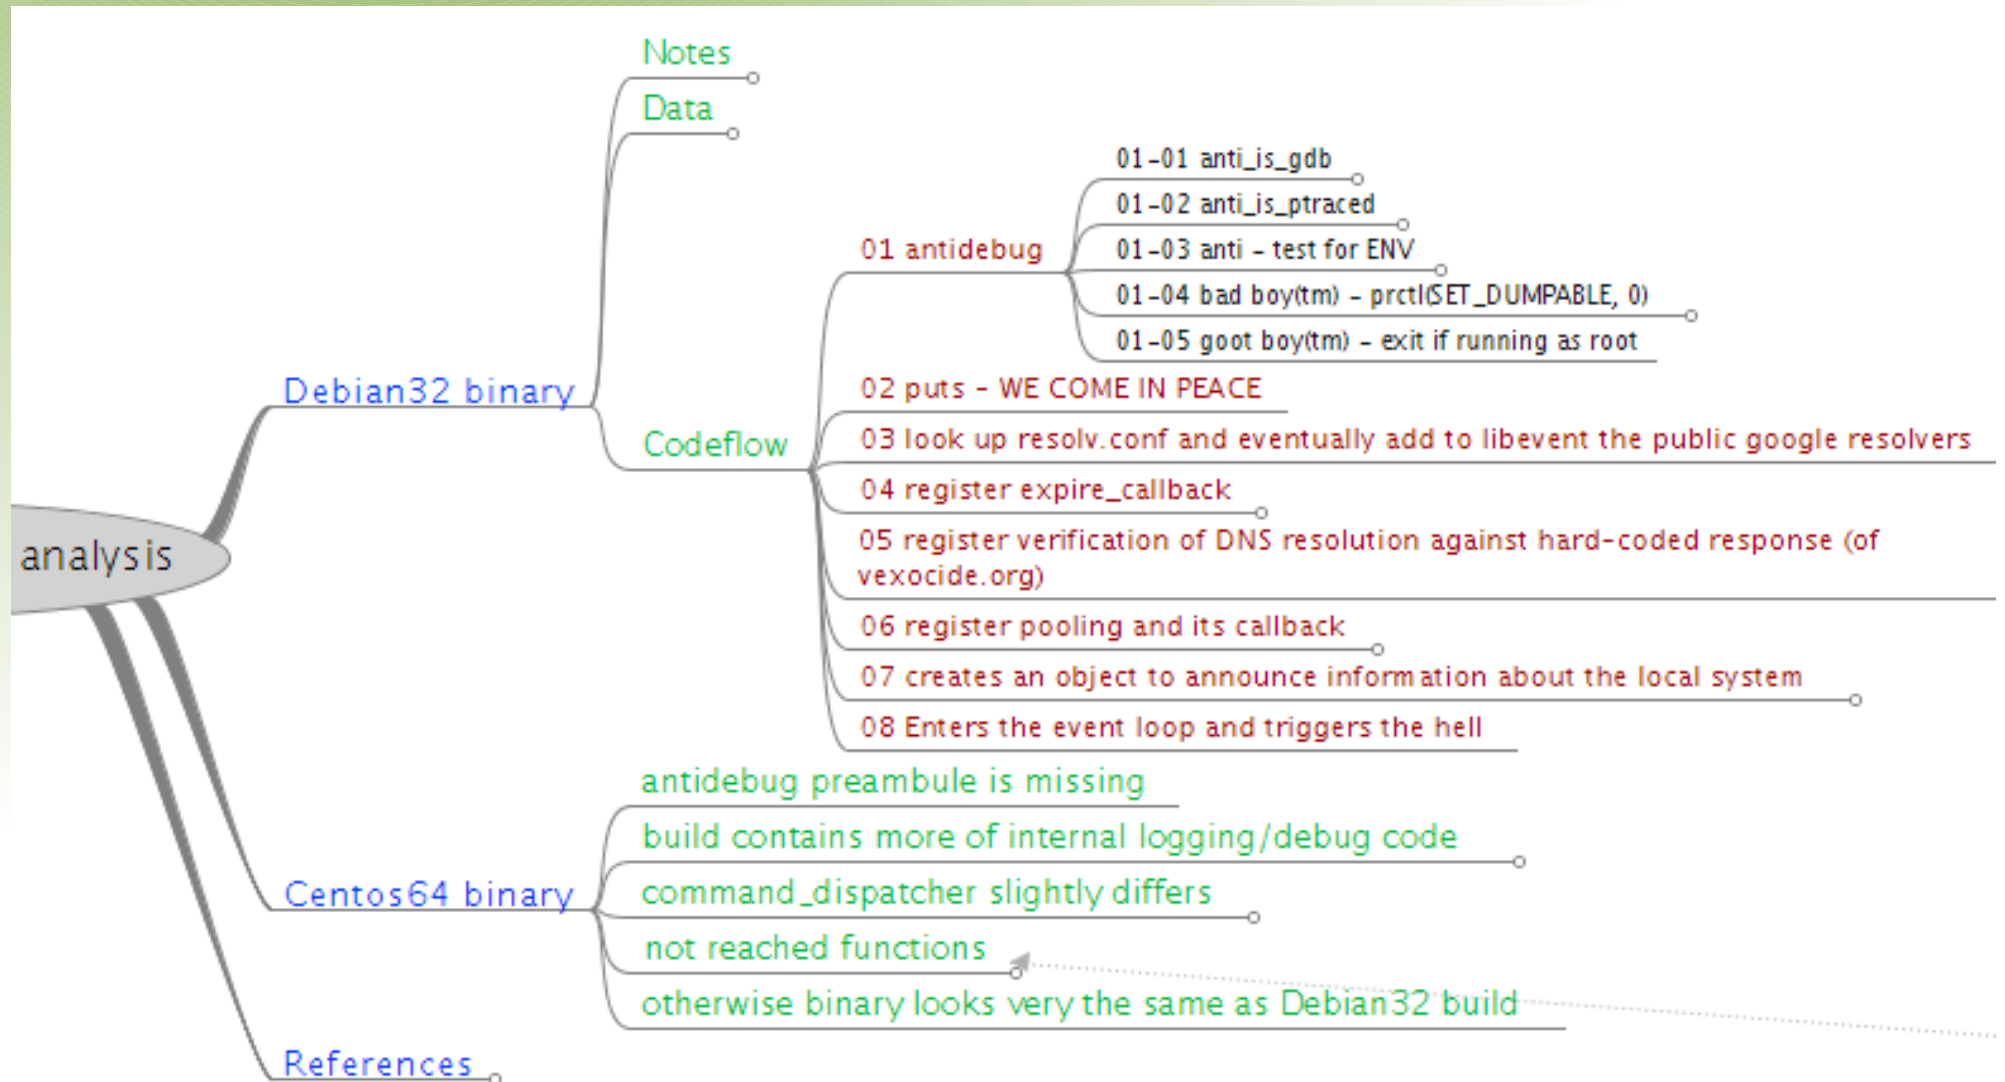 Notes
Data
01-01 anti_is_gdb
01-02 anti_is_ptraced
01 antidebug
01-03 anti - test for ENV
01-04 bad boy(tm) - prctl(SET_DUMPABLE, 0)
01-05 goot boy(tm) - exit if running as root
Debian32 binary
02 puts - WE COME IN PEACE
Codeflow
03 look up resolv.conf and eventually add to libevent the public google resolvers
04 register expire_callback
05 register verification of DNS resolution against hard-coded response (of
vexocide.org)
analysis
06 register pooling and its callback
07 creates an object to announce information about the local system
08 Enters the event loop and triggers the hell
antidebug preambule is missing
build contains more of internal logging/debug code
Centos64 binary
command_dispatcher slightly differs
not reached functions
otherwise binary looks very the same as Debian32 build
References